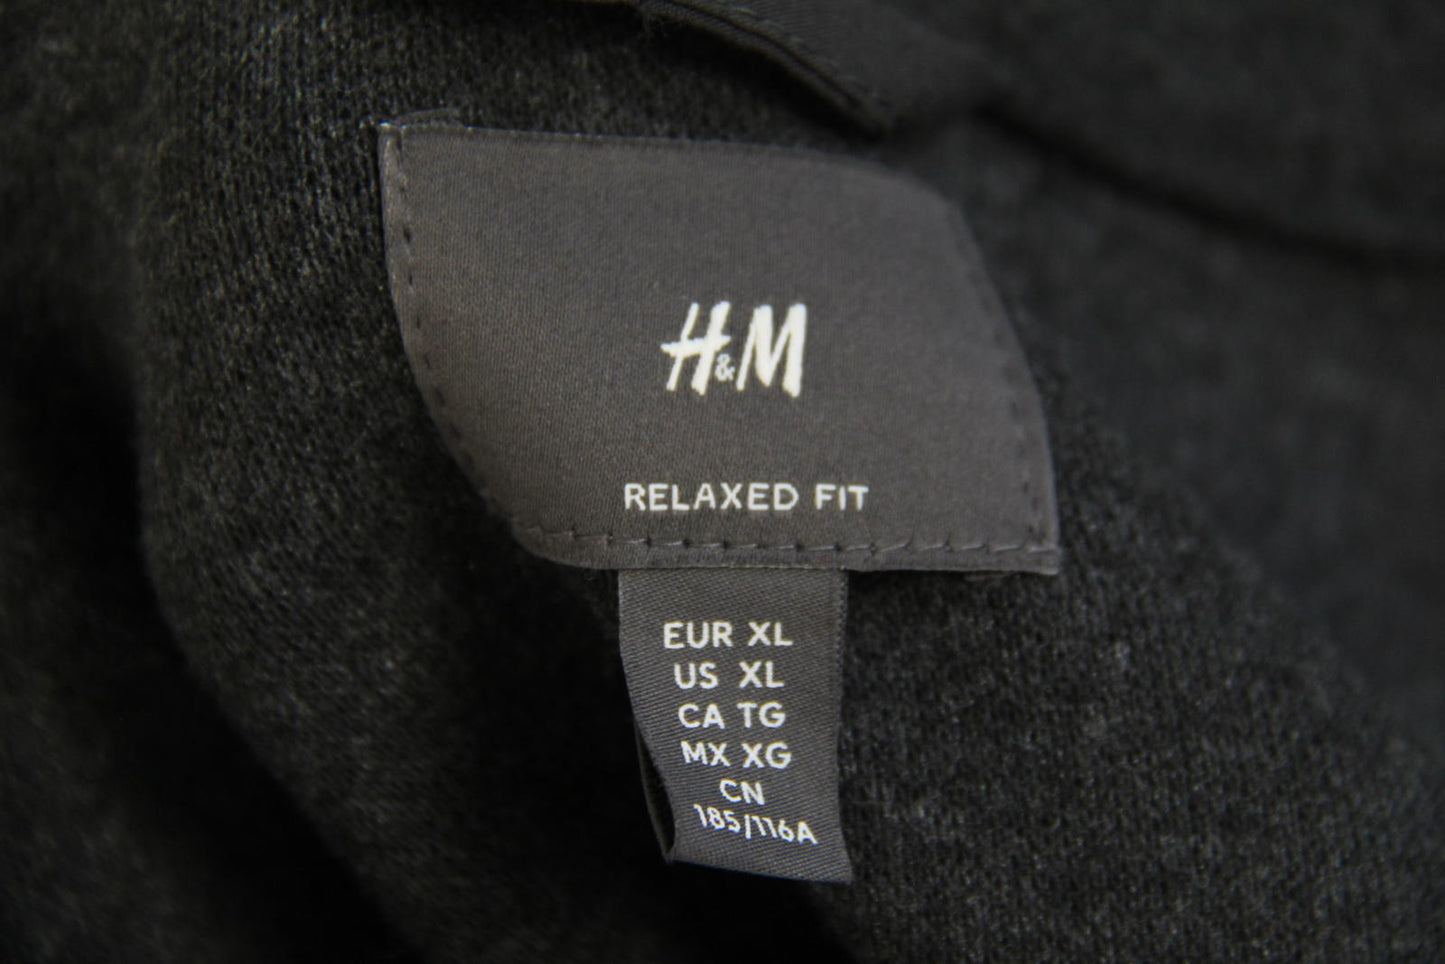 H&M
RELAXED FIT
EUR XL
US XL
CA TG
MX XG
CN
185/116A